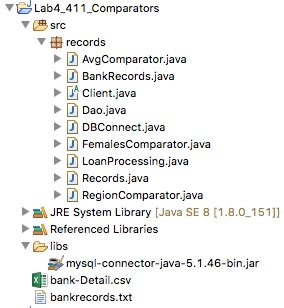 Lab4_411_Comparators
src
records
AvgComparator.java
BankRecords.java
Client.java
Dao.java
DBConnect.java
FemalesComparator.java
LoanProcessing.java
Records.java
RegionComparator.java
JRE System Library [Java SE 8 [1.8.0_151]]
Referenced Libraries
libs
mysql-connector-java-5.1.46-bin.jar
bank-Detail.csv
bankrecords.txt